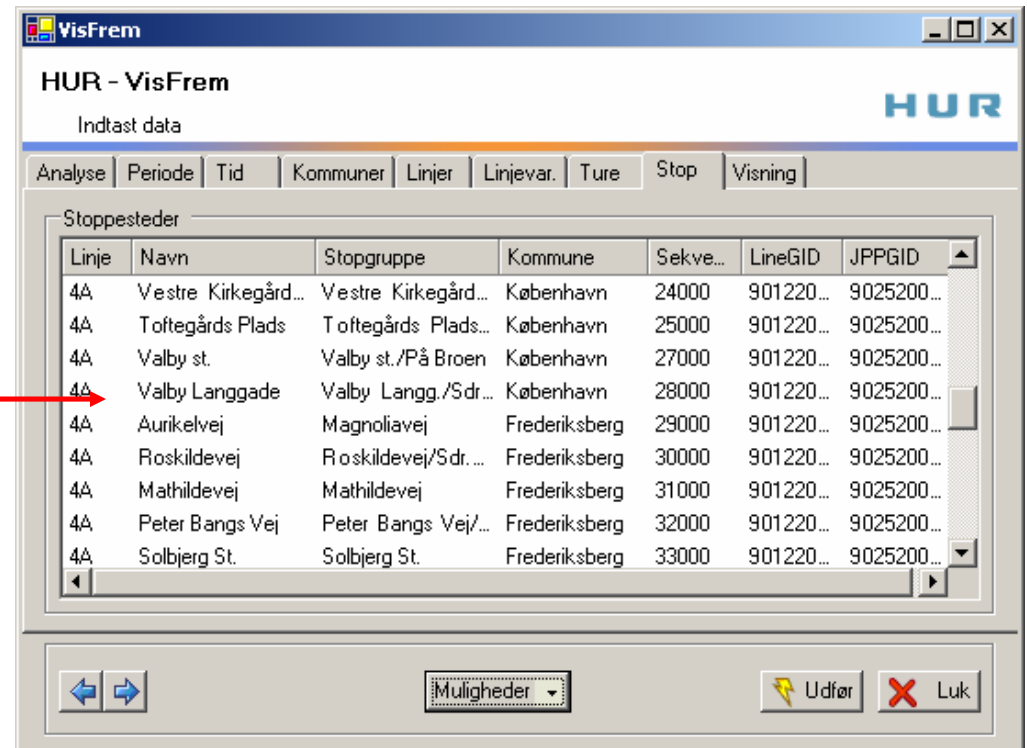 VisFrem
HUR - VisFrem
Indtast data
HUR
Analyse Periode Tid Kommuner Linjer Linjevar. Ture Stop Visning
Stoppesteder
Linje Navn Stopgruppe Kommune Sekve... LineGID JPPGID
4A Vestre Kirkegård... Vestre Kirkegård... København 24000 901220... 9025200...
4A Toftegårds Plads Toftegårds Plads... København 25000 901220... 9025200...
4A Valby st. Valby st./På Broen København 27000 901220... 9025200...
4A Valby Langgade Valby Langg./Sdr... København 28000 901220... 9025200...
4A Aurikelvej Magnoliavej Frederiksberg 29000 901220... 9025200...
4A Roskildevej Roskildevej/Sdr.... Frederiksberg 30000 901220... 9025200...
4A Mathildevej Mathildevej Frederiksberg 31000 901220... 9025200...
4A Peter Bangs Vej Peter Bangs Vej/... Frederiksberg 32000 901220... 9025200...
4A Solbjerg St. Solbjerg St. Frederiksberg 33000 901220... 9025200...
Muligheder Udfør Luk